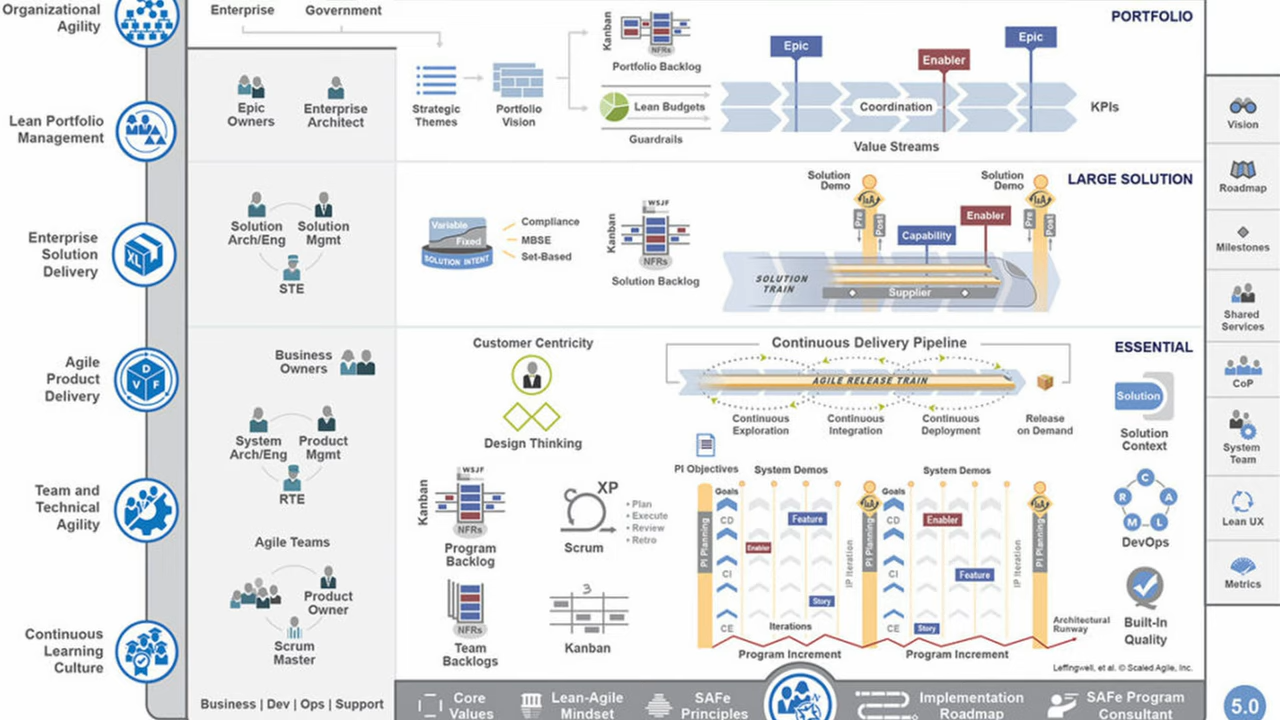 Organizational
Agility
Lean Portfolio
Management
Enterprise
Solution
Delivery
Agile
Product
Delivery
Team and
Technical
Agility
Continuous
Learning
Culture
XL
D
V F
Enterprise
Government
Epic
Owners
Enterprise
Architect
Solution
Arch/Eng
Solution
Mgmt
STE
Business
Owners
System
Arch/Eng
Product
Mgmt
RTE
Agile Teams
Product
Owner
Scrum
Master
Business | Dev | Ops | Support
PORTFOLIO
Strategic
Themes
Portfolio
Vision
Kanban
NFRs
Portfolio Backlog
Lean Budgets
Guardrails
Epic
Enabler
Epic
Coordination
KPIs
Value Streams
LARGE SOLUTION
Variable
Fixed
SOLUTION INTENT
Compliance
MBSE
Set-Based
Kanban
WSJF
NFRs
Solution Backlog
Solution
Demo
I&A
Pre
Post
Capability
Enabler
Solution
Demo
I&A
Pre
Post
SOLUTION
TRAIN
Supplier
ESSENTIAL
Customer Centricity
Design Thinking
Continuous Delivery Pipeline
AGILE RELEASE TRAIN
Continuous
Exploration
Continuous
Integration
Continuous
Deployment
Release
on Demand
Solution
Solution
Context
Kanban
WSJF
NFRs
Program
Backlog
XP
• Plan
• Execute
• Review
• Retro
Scrum
NFRs
Team
Backlogs
3
Kanban
PI Objectives
System Demos
System Demos
PI Planning
Goals
CD
CI
CE
Feature
Enabler
Story
Iterations
IP Iteration
I&A
PI Planning
Goals
CD
CI
CE
Enabler
Feature
Story
IP Iteration
I&A
PI Planning
Program Increment
Program Increment
Architectural
Runway
C
A
L
M
R
DevOps
Built-In
Quality
Leffingwell, et al. © Scaled Agile, Inc.
Core
Values
Lean-Agile
Mindset
SAFe
Principles
Implementation
Roadmap
SAFe Program
Consultant
Vision
Roadmap
Milestones
Shared
Services
CoP
System
Team
Lean UX
Metrics
5.0